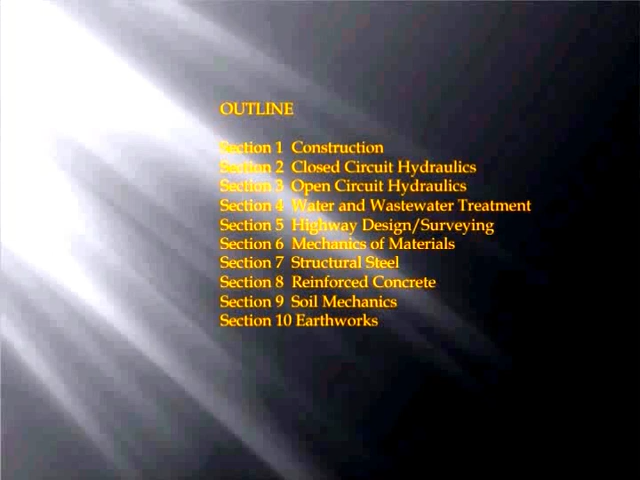 OUTLINE
Section 1 Construction
Section 2 Closed Circuit Hydraulics
Section 3 Open Circuit Hydraulics
Section 4 Water and Wastewater Treatment
Section 5 Highway Design/Surveying
Section 6 Mechanics of Materials
Section 7 Structural Steel
Section 8 Reinforced Concrete
Section 9 Soil Mechanics
Section 10 Earthworks